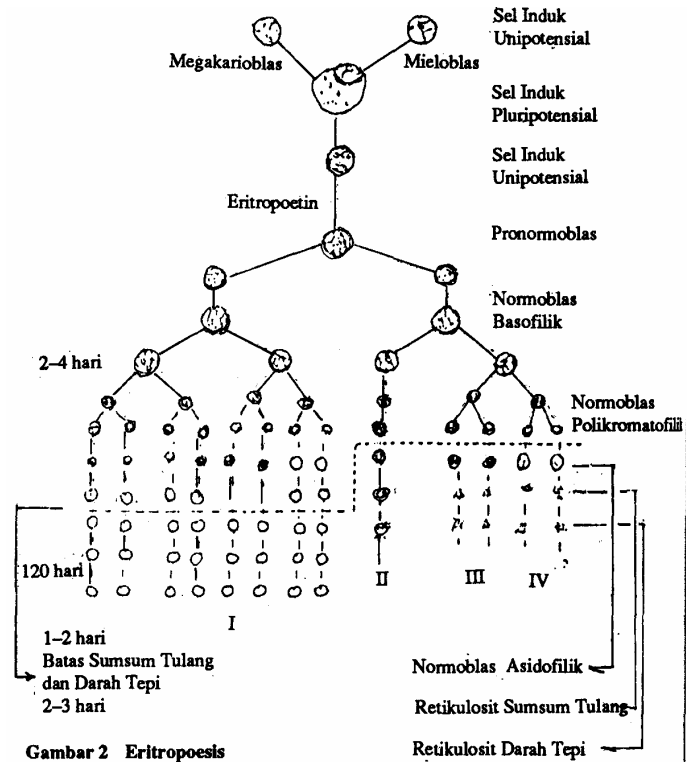 Sel Induk
Unipotensial
Megakarioblas
Mieloblas
Sel Induk
Pluripotensial
Sel Induk
Unipotensial
Eritropoetin
Pronormoblas
Normoblas
Basofilik
2–4 hari
Normoblas
Polikromatofili
120 hari
I
II
III
IV
1–2 hari
Batas Sumsum Tulang
dan Darah Tepi
2–3 hari
Normoblas Asidofilik
Retikulosit Sumsum Tulang
Retikulosit Darah Tepi
Gambar 2 Eritropoesis